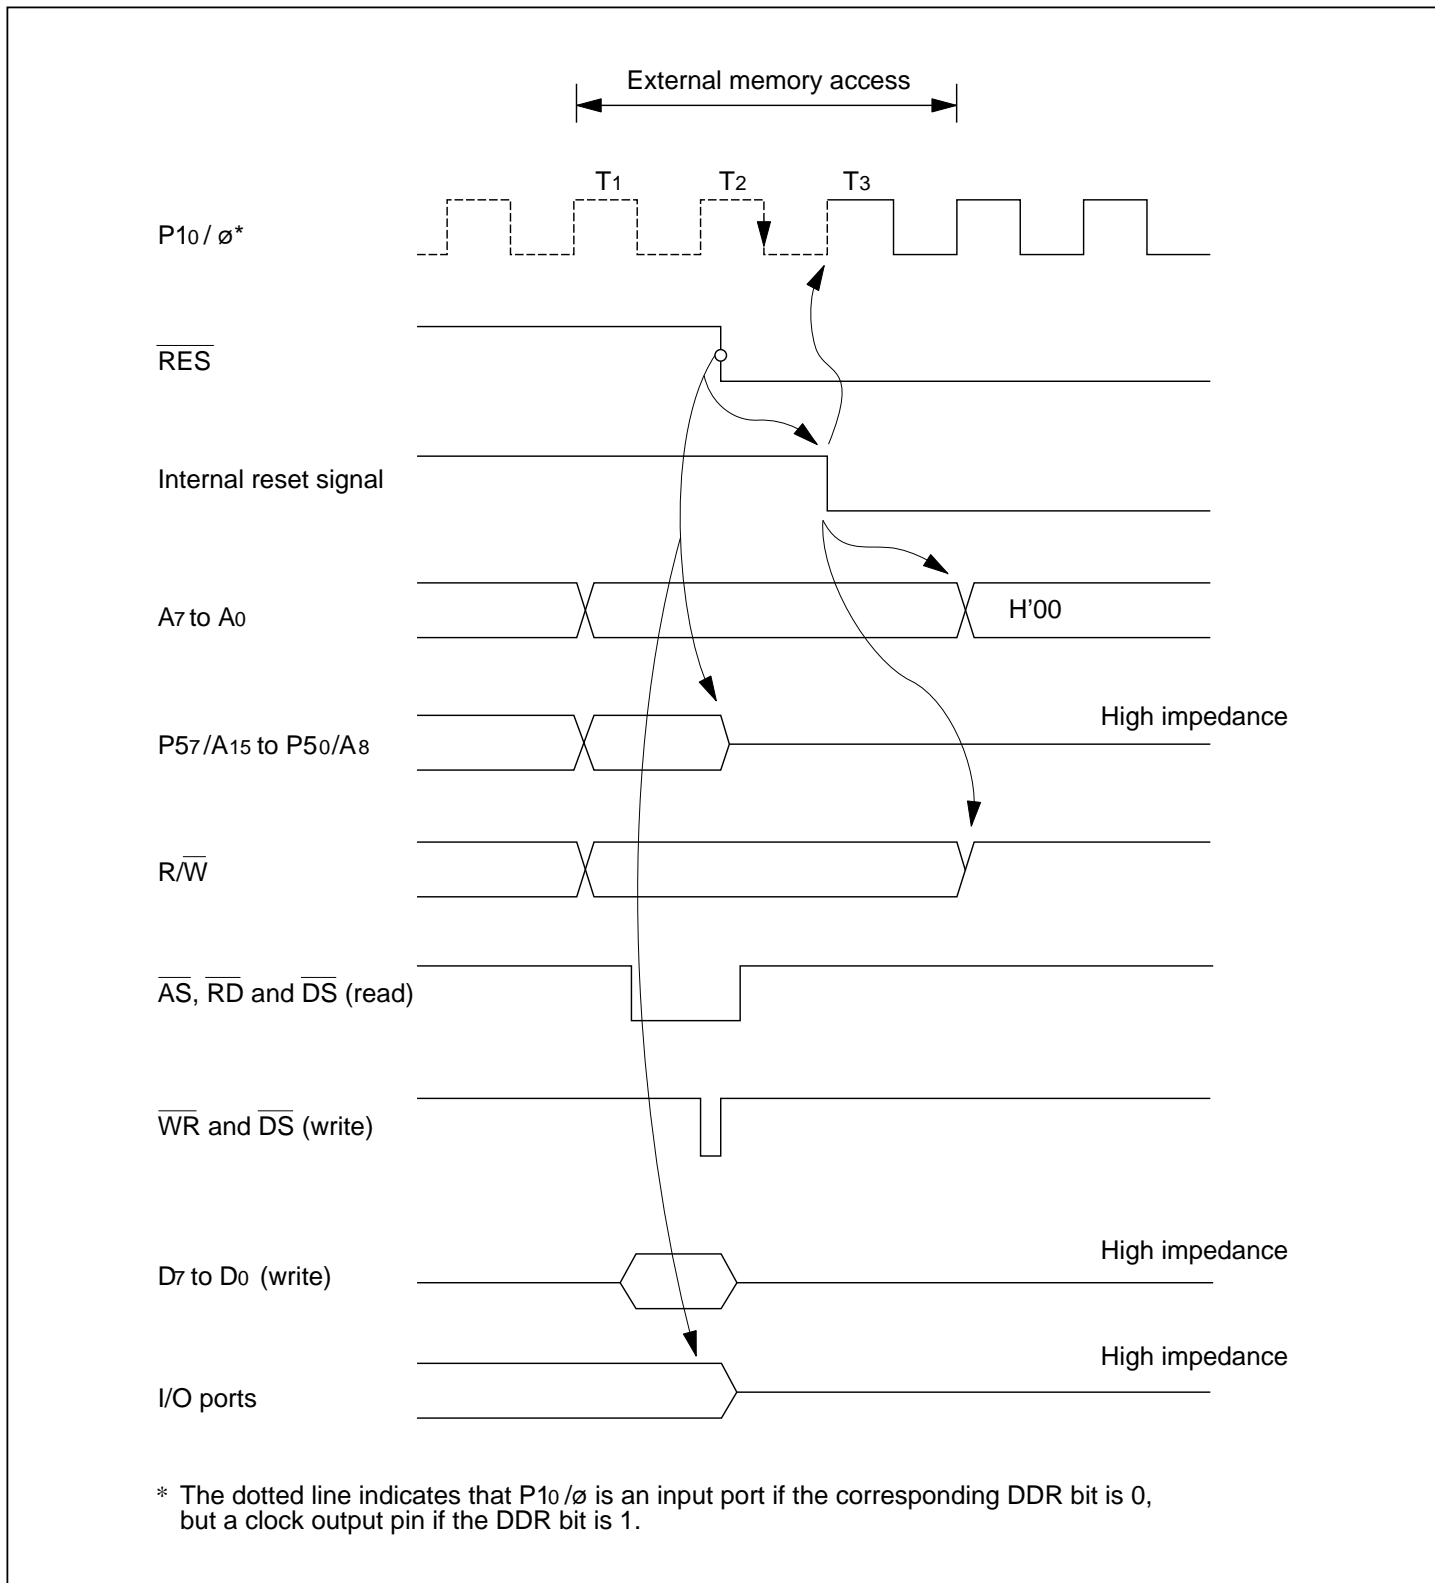 External memory access
T1 T2 T3
P10 / ø*
RES
Internal reset signal
A7 to A0
H'00
High impedance
P57/A15 to P50/A8
R/W
AS, RD and DS (read)
WR and DS (write)
High impedance
D7 to D0 (write)
High impedance
I/O ports
* The dotted line indicates that P10/ø is an input port if the corresponding DDR bit is 0,
but a clock output pin if the DDR bit is 1.